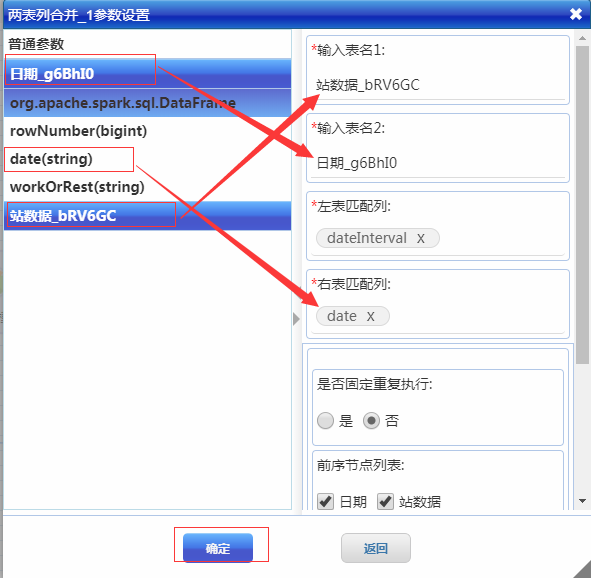 两表列合并_1参数设置
普通参数
日期_g6BhI0
org.apache.spark.sql.DataFrame
rowNumber(bigint)
date(string)
workOrRest(string)
站数据_bRV6GC
*输入表名1:
站数据_bRV6GC
*输入表名2:
日期_g6BhI0
*左表匹配列:
dateInterval x
*右表匹配列:
date x
是否固定重复执行:
是 否
前序节点列表:
日期 站数据
确定 返回